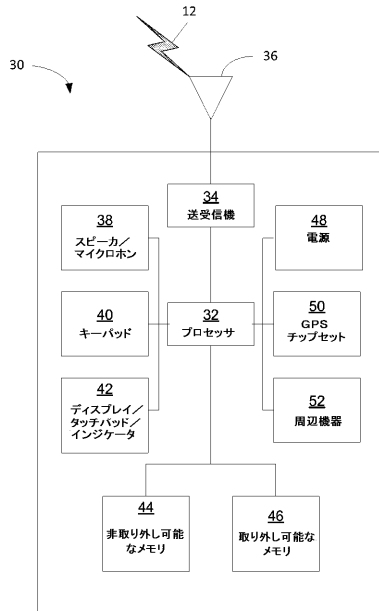 12
36
30
34
送受信機
38
スピーカ／
マイクロホン
48
電源
40
キーパッド
32
プロセッサ
50
GPS
チップセット
42
ディスプレイ／
タッチパッド／
インジケータ
52
周辺機器
44
非取り外し可能
なメモリ
46
取り外し可能な
メモリ